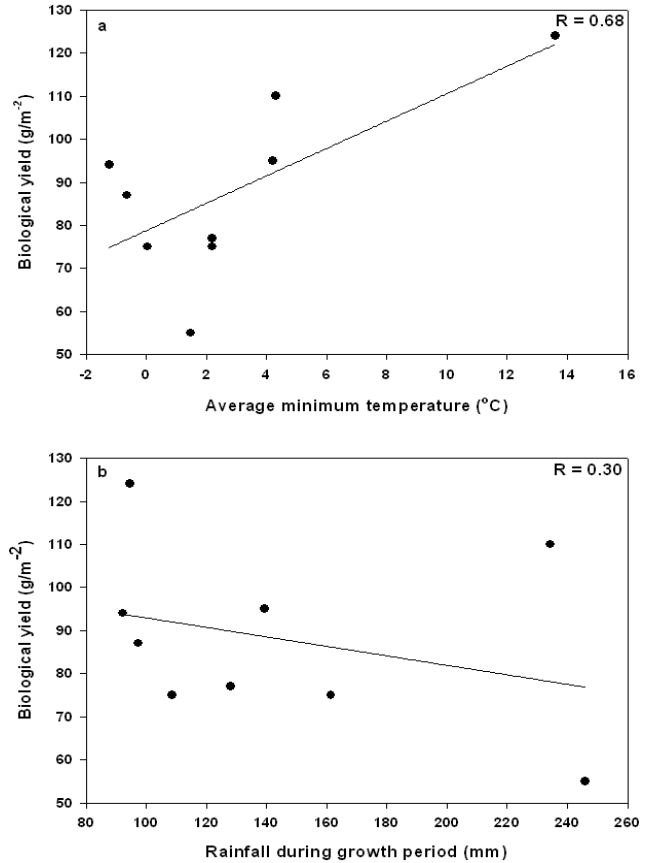 a
R = 0.68
130
120
110
100
90
80
70
60
50
Biological yield (g/m⁻²)
-2 0 2 4 6 8 10 12 14 16
Average minimum temperature (°C)
b
R = 0.30
130
120
110
100
90
80
70
60
50
Biological yield (g/m⁻²)
80 100 120 140 160 180 200 220 240 260
Rainfall during growth period (mm)